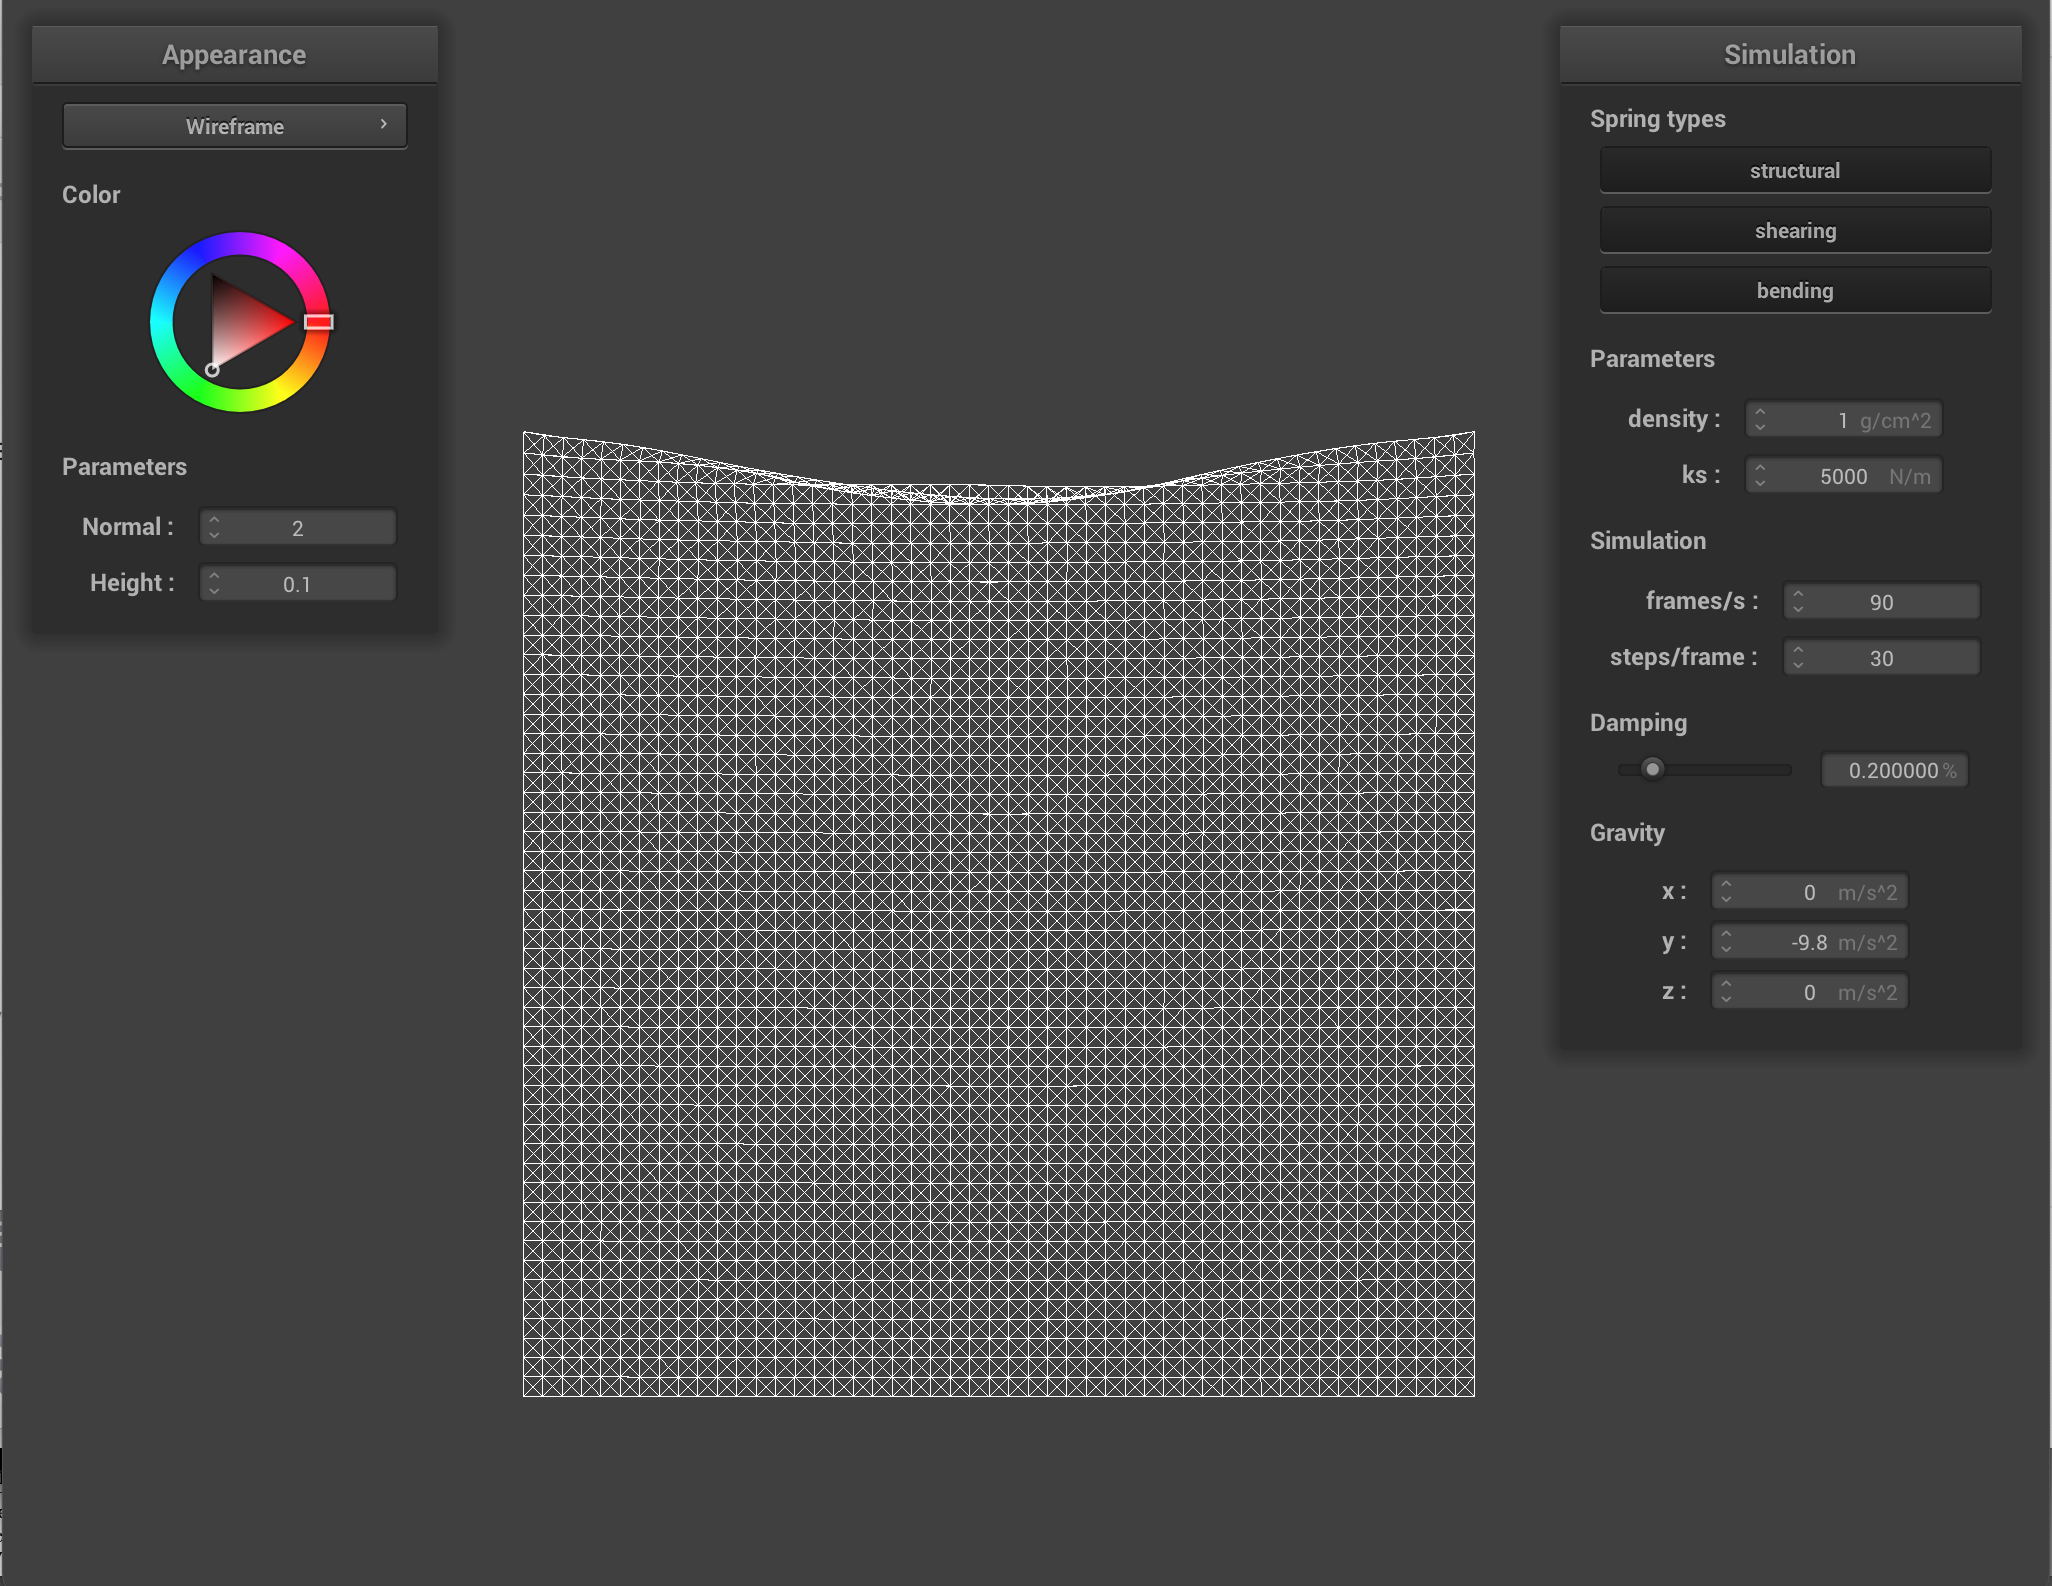 Appearance
Wireframe
Color
Parameters
Normal : 2
Height : 0.1
Simulation
Spring types
structural
shearing
bending
Parameters
density : 1 g/cm^2
ks : 5000 N/m
Simulation
frames/s : 90
steps/frame : 30
Damping
0.200000 %
Gravity
x : 0 m/s^2
y : -9.8 m/s^2
z : 0 m/s^2